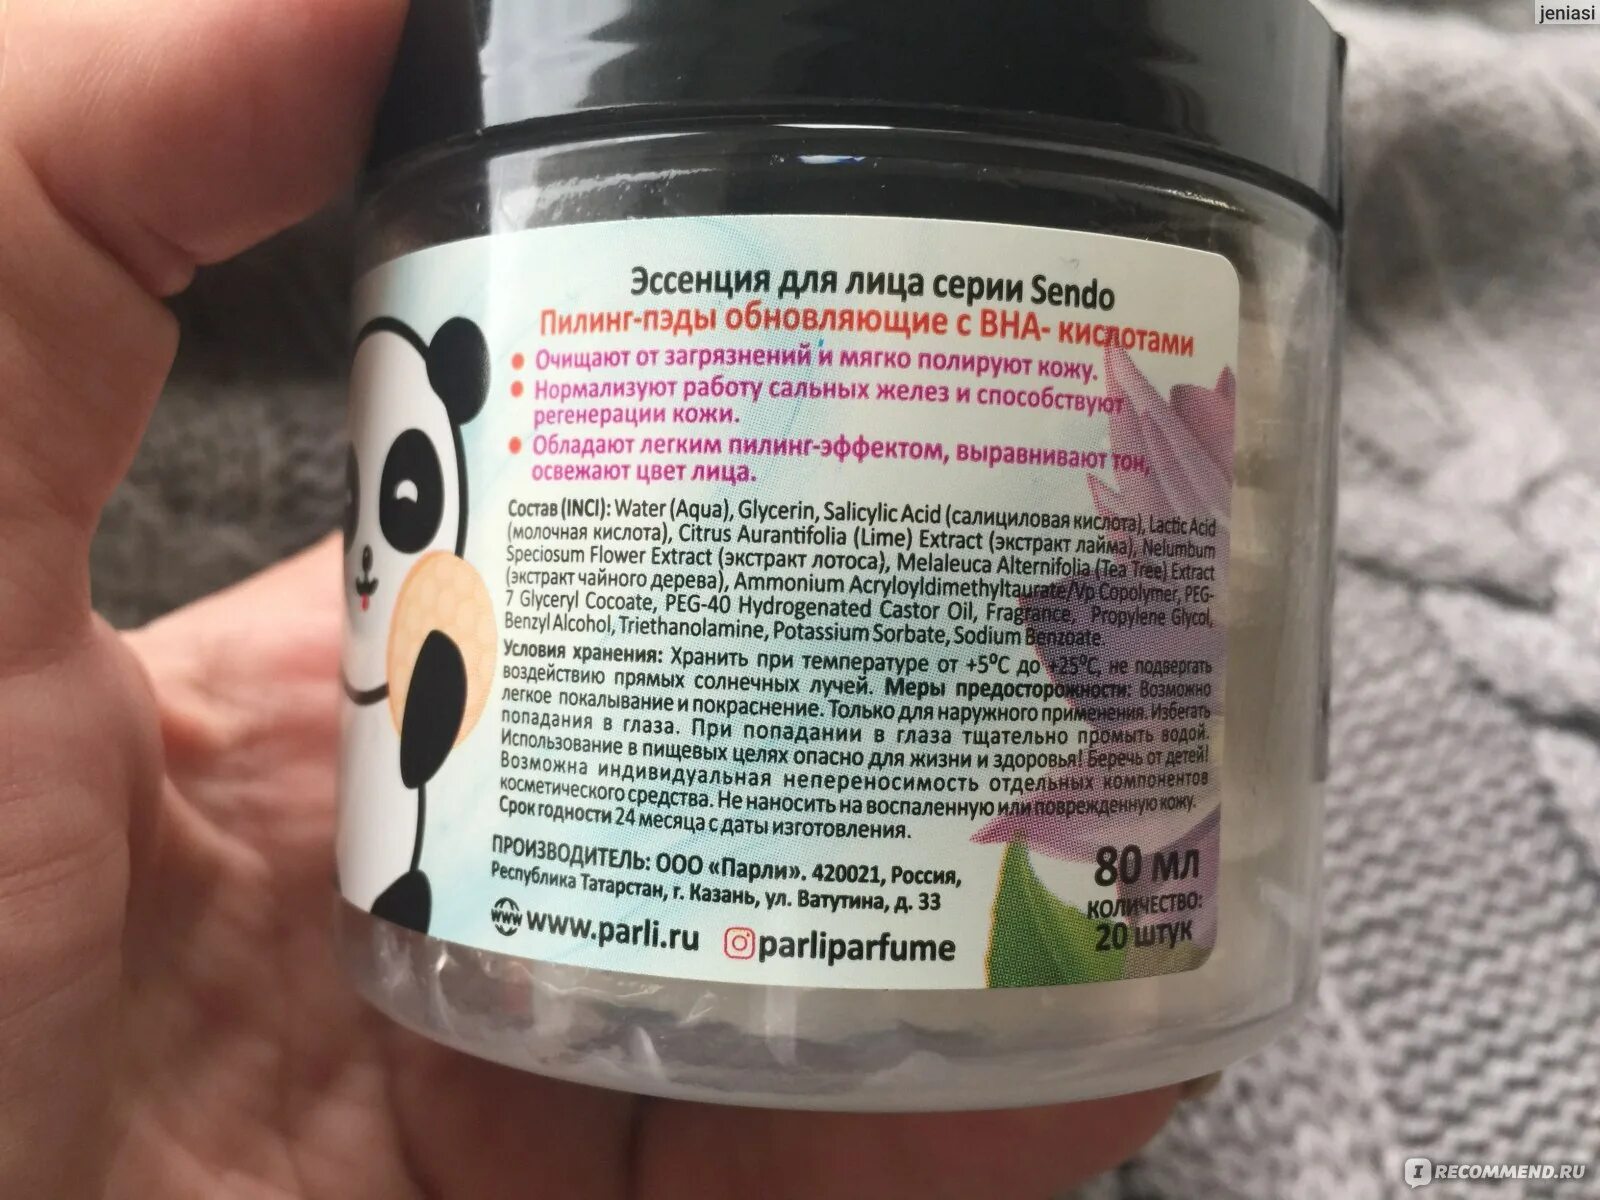 jeniasi
Эссенция для лица серии Sendo
Пилинг-пэды обновляющие с BHA- кислотами
• Очищают от загрязнений и мягко полируют кожу.
• Нормализуют работу сальных желез и способствуют
регенерации кожи.
• Обладают легким пилинг-эффектом, выравнивают тон,
освежают цвет лица.
Состав (INCI): Water (Aqua), Glycerin, Salicylic Acid (салициловая кислота), Lactic Acid
(молочная кислота), Citrus Aurantifolia (Lime) Extract (экстракт лайма), Nelumbum
Speciosum Flower Extract (экстракт лотоса), Melaleuca Alternifolia (Tea Tree) Extract
(экстракт чайного дерева), Ammonium Acryloyldimethyltaurate/Vp Copolymer, PEG-
7 Glyceryl Cocoate, PEG-40 Hydrogenated Castor Oil, Fragrance, Propylene Glycol,
Benzyl Alcohol, Triethanolamine, Potassium Sorbate, Sodium Benzoate.
Условия хранения: Хранить при температуре от +5°C до +25°C, не подвергать
воздействию прямых солнечных лучей. Меры предосторожности: Возможно
легкое покалывание и покраснение. Только для наружного применения. Избегать
попадания в глаза. При попадании в глаза тщательно промыть водой.
Использование в пищевых целях опасно для жизни и здоровья! Беречь от детей!
Возможна индивидуальная непереносимость отдельных компонентов
косметического средства. Не наносить на воспаленную или поврежденную кожу.
Срок годности 24 месяца с даты изготовления.
ПРОИЗВОДИТЕЛЬ: ООО «Парли». 420021, Россия,
Республика Татарстан, г. Казань, ул. Ватутина, д. 33
www www.parli.ru parliparfume
80 мл
КОЛИЧЕСТВО:
20 ШТУК
IRECOMMEND.RU